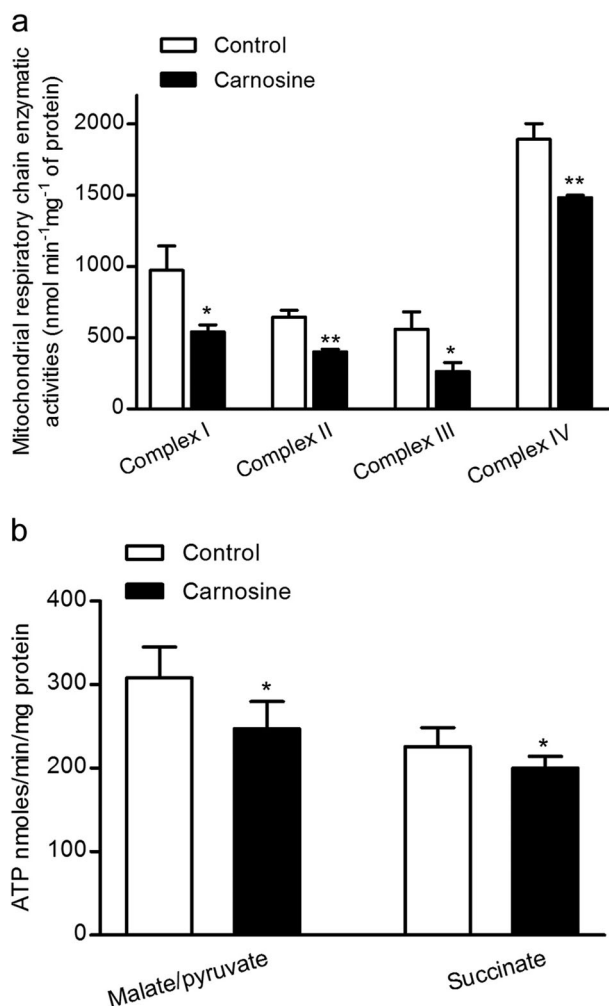 a
Control
Carnosine
Mitochondrial respiratory chain enzymatic
activities (nmol min⁻¹mg⁻¹ of protein)
2000
1500
1000
500
0
*
**
*
**
Complex I
Complex II
Complex III
Complex IV
b
Control
Carnosine
ATP nmoles/min/mg protein
400
300
200
100
0
*
*
Malate/pyruvate
Succinate